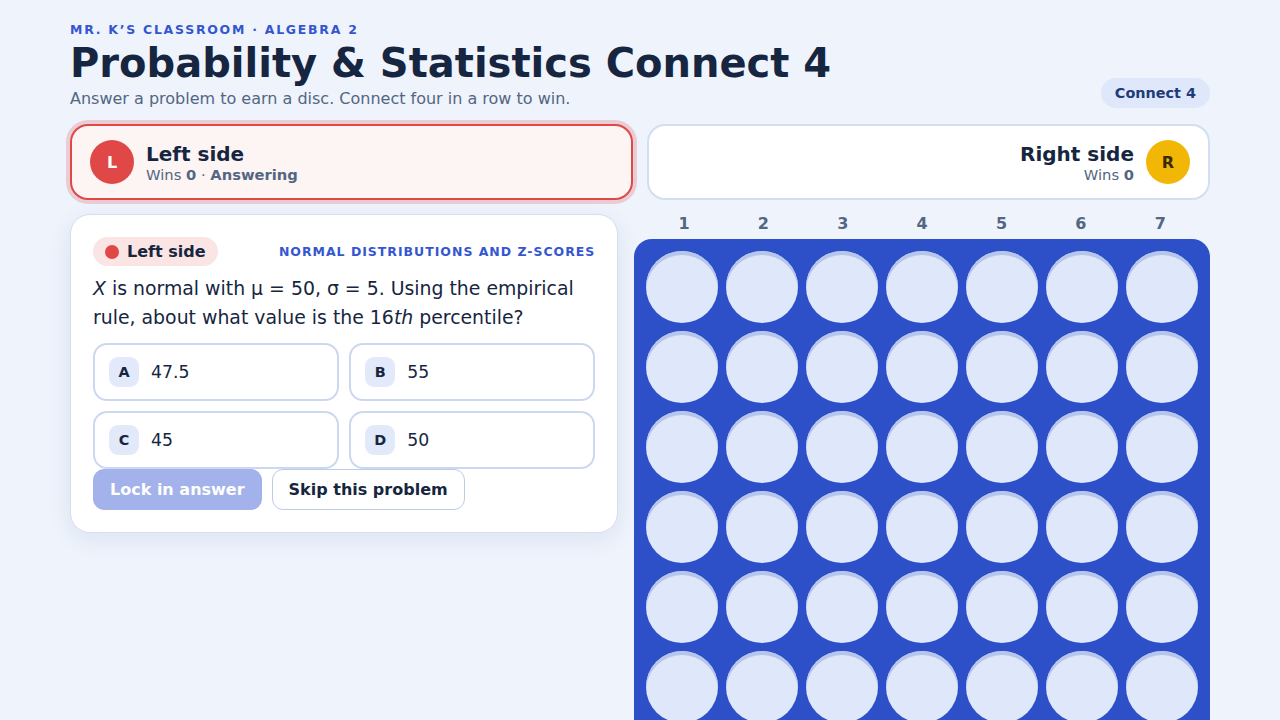 MR. K’S CLASSROOM · ALGEBRA 2
Probability & Statistics Connect 4
Answer a problem to earn a disc. Connect four in a row to win.
Connect 4
L
Left side
Wins 0 · Answering
Right side
Wins 0
R
Left side
NORMAL DISTRIBUTIONS AND Z-SCORES
X is normal with μ = 50, σ = 5. Using the empirical
rule, about what value is the 16th percentile?
A 47.5
B 55
C 45
D 50
Lock in answer
Skip this problem
1 2 3 4 5 6 7